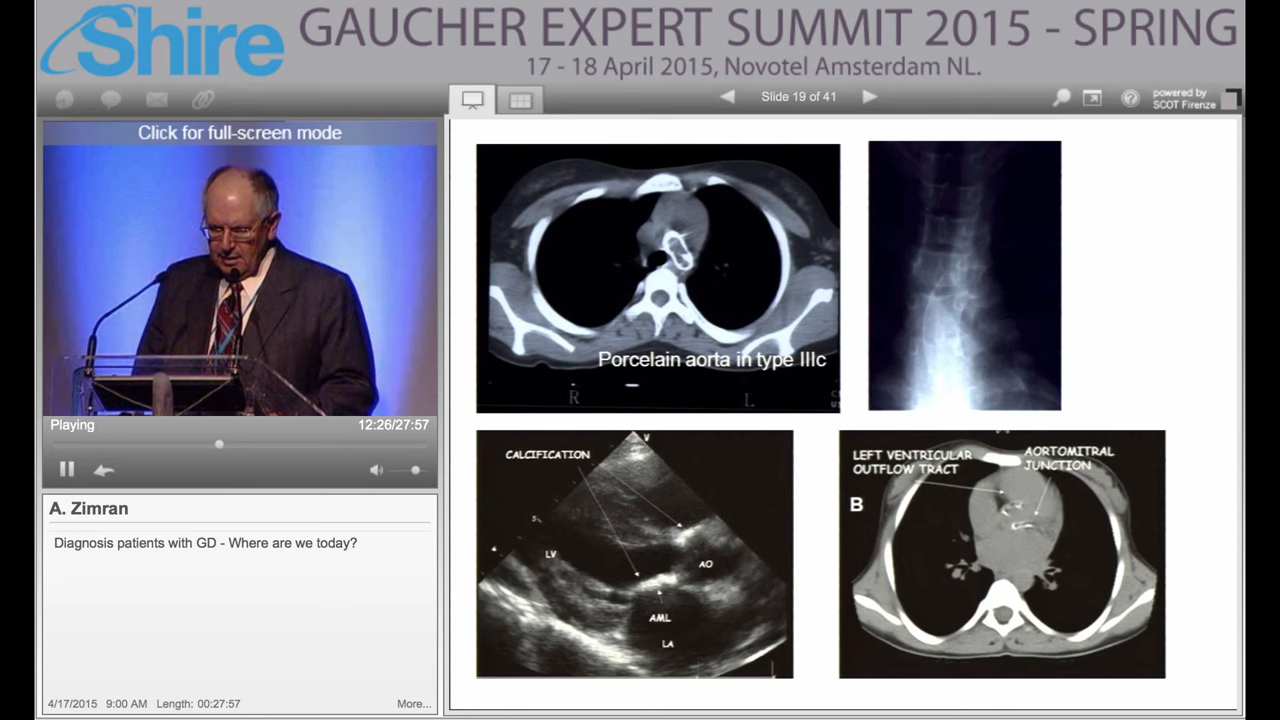 Shire
GAUCHER EXPERT SUMMIT 2015 - SPRING
17 - 18 April 2015, Novotel Amsterdam NL.
Slide 19 of 41
powered by
SCOT Firenze
Click for full-screen mode
Playing
12:26/27:57
A. Zimran
Diagnosis patients with GD - Where are we today?
4/17/2015 9:00 AM Length: 00:27:57
More...
Porcelain aorta in type IIIc
R
L
CALCIFICATION
V
5
LV
AO
AML
LA
LEFT VENTRICULAR
OUTFLOW TRACT
AORTOMITRAL
JUNCTION
B